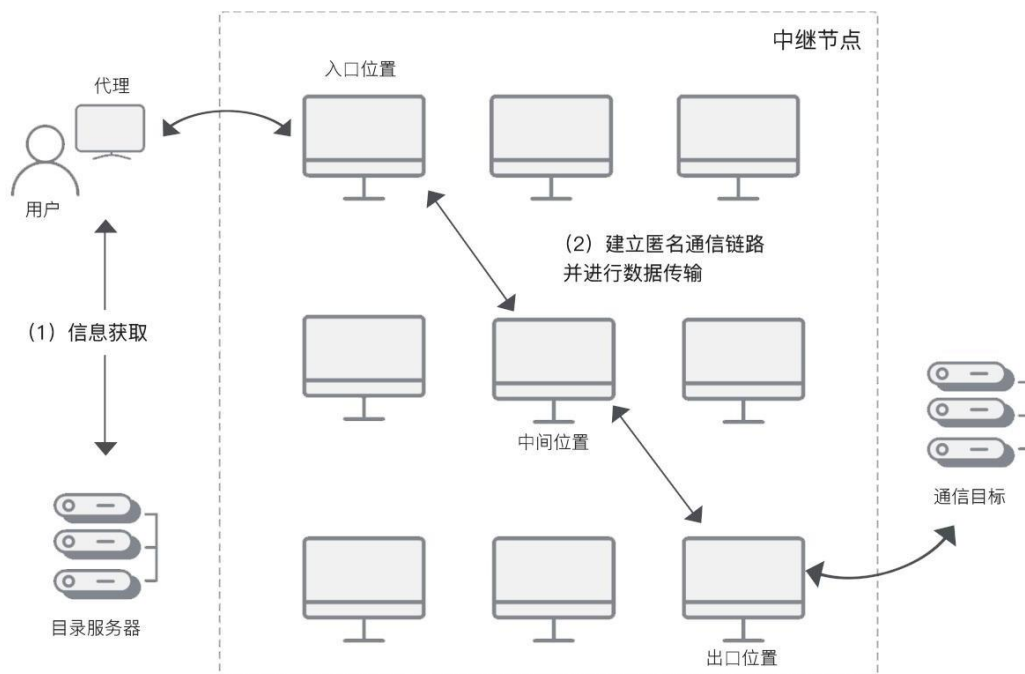 中继节点
入口位置
代理
用户
（2）建立匿名通信链路
并进行数据传输
（1）信息获取
中间位置
通信目标
目录服务器
出口位置